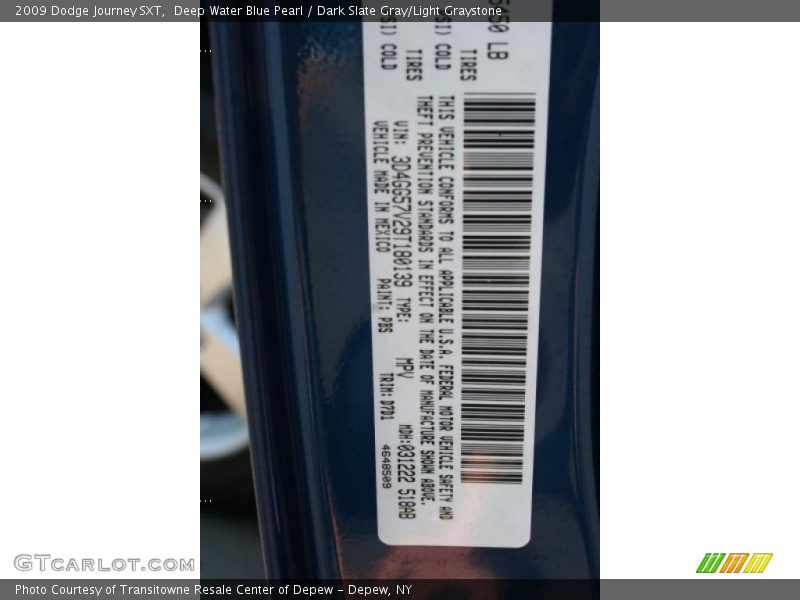 2009 Dodge Journey SXT, Deep Water Blue Pearl / Dark Slate Gray/Light Graystone
LB
TIRES
COLD
TIRES
COLD
THIS VEHICLE CONFORMS TO ALL APPLICABLE U.S.A. FEDERAL MOTOR VEHICLE SAFETY AND
THEFT PREVENTION STANDARDS IN EFFECT ON THE DATE OF MANUFACTURE SHOWN ABOVE.
VIN: 3D4GG57V29T180139 TYPE: MPV MDH:031222 518AB
VEHICLE MADE IN MEXICO PAINT: PBS TRIM: D7D1 4648509
GTCARLOT.COM
Photo Courtesy of Transitowne Resale Center of Depew - Depew, NY